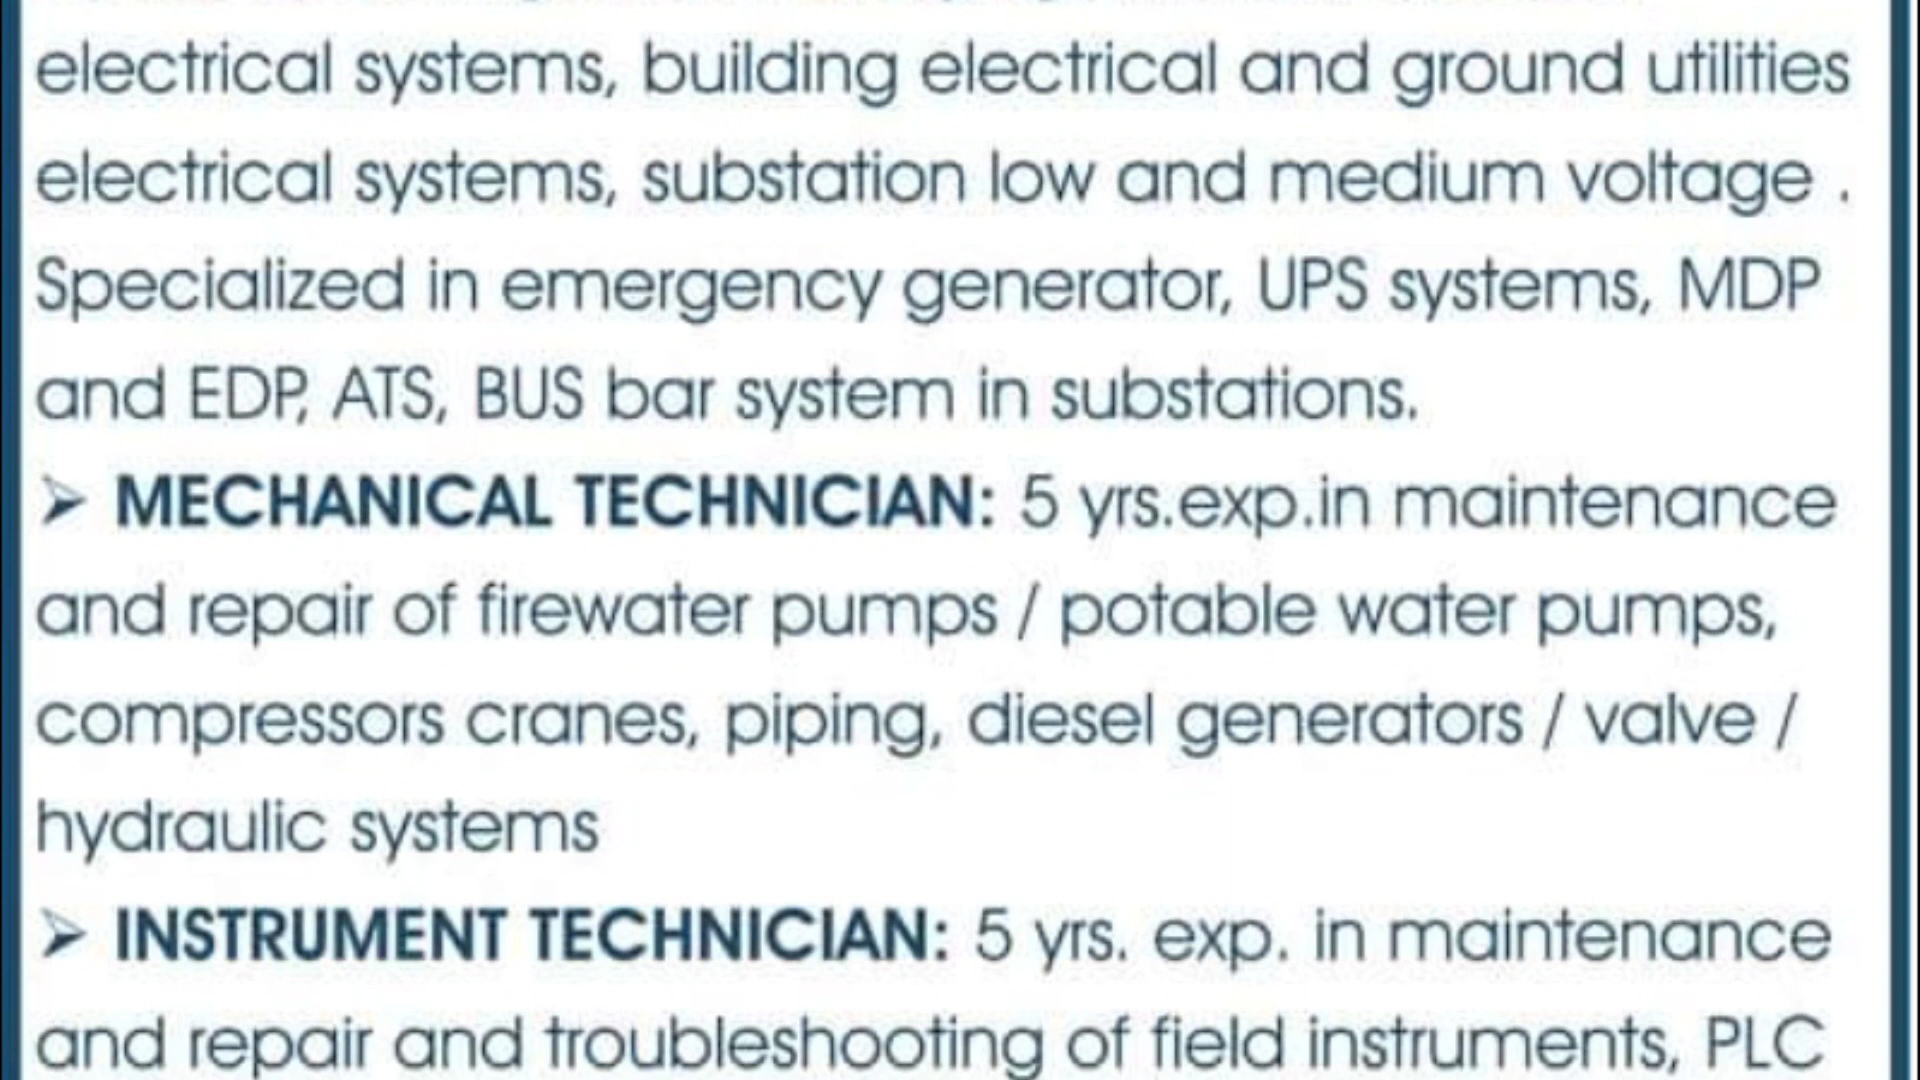 electrical systems, building electrical and ground utilities
electrical systems, substation low and medium voltage .
Specialized in emergency generator, UPS systems, MDP
and EDP, ATS, BUS bar system in substations.
➢ MECHANICAL TECHNICIAN: 5 yrs.exp.in maintenance
and repair of firewater pumps / potable water pumps,
compressors cranes, piping, diesel generators / valve /
hydraulic systems
➢ INSTRUMENT TECHNICIAN: 5 yrs. exp. in maintenance
and repair and troubleshooting of field instruments, PLC